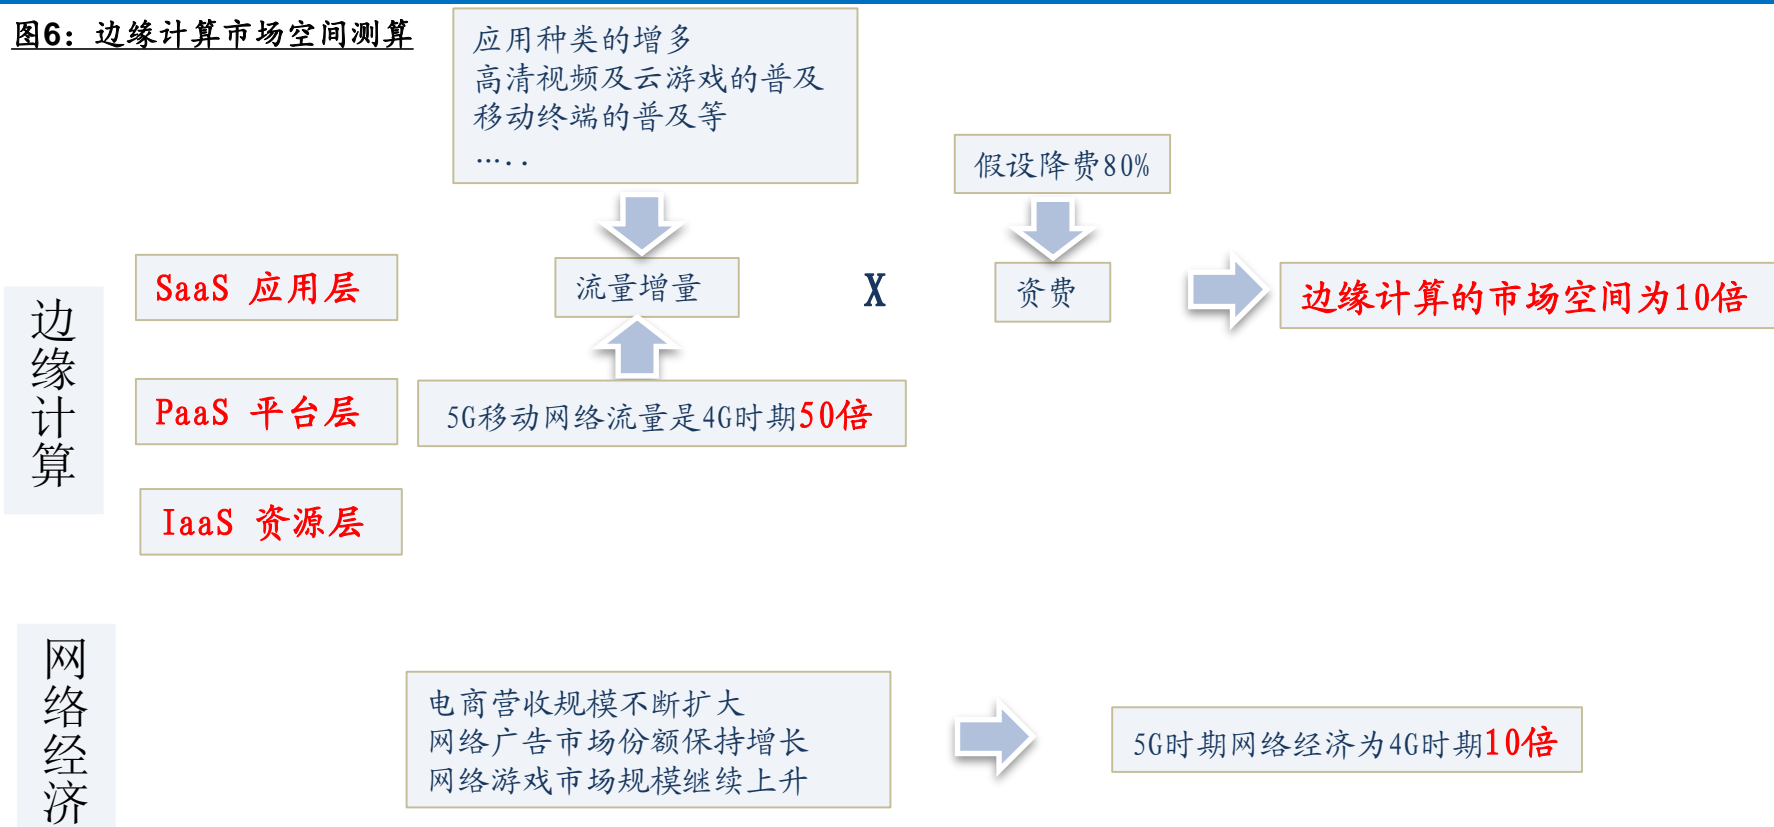 图6：边缘计算市场空间测算
应用种类的增多
高清视频及云游戏的普及
移动终端的普及等
…..
假设降费80%
边缘计算
SaaS 应用层
流量增量
X
资费
边缘计算的市场空间为10倍
PaaS 平台层
5G移动网络流量是4G时期50倍
IaaS 资源层
网络经济
电商营收规模不断扩大
网络广告市场份额保持增长
网络游戏市场规模继续上升
5G时期网络经济为4G时期10倍